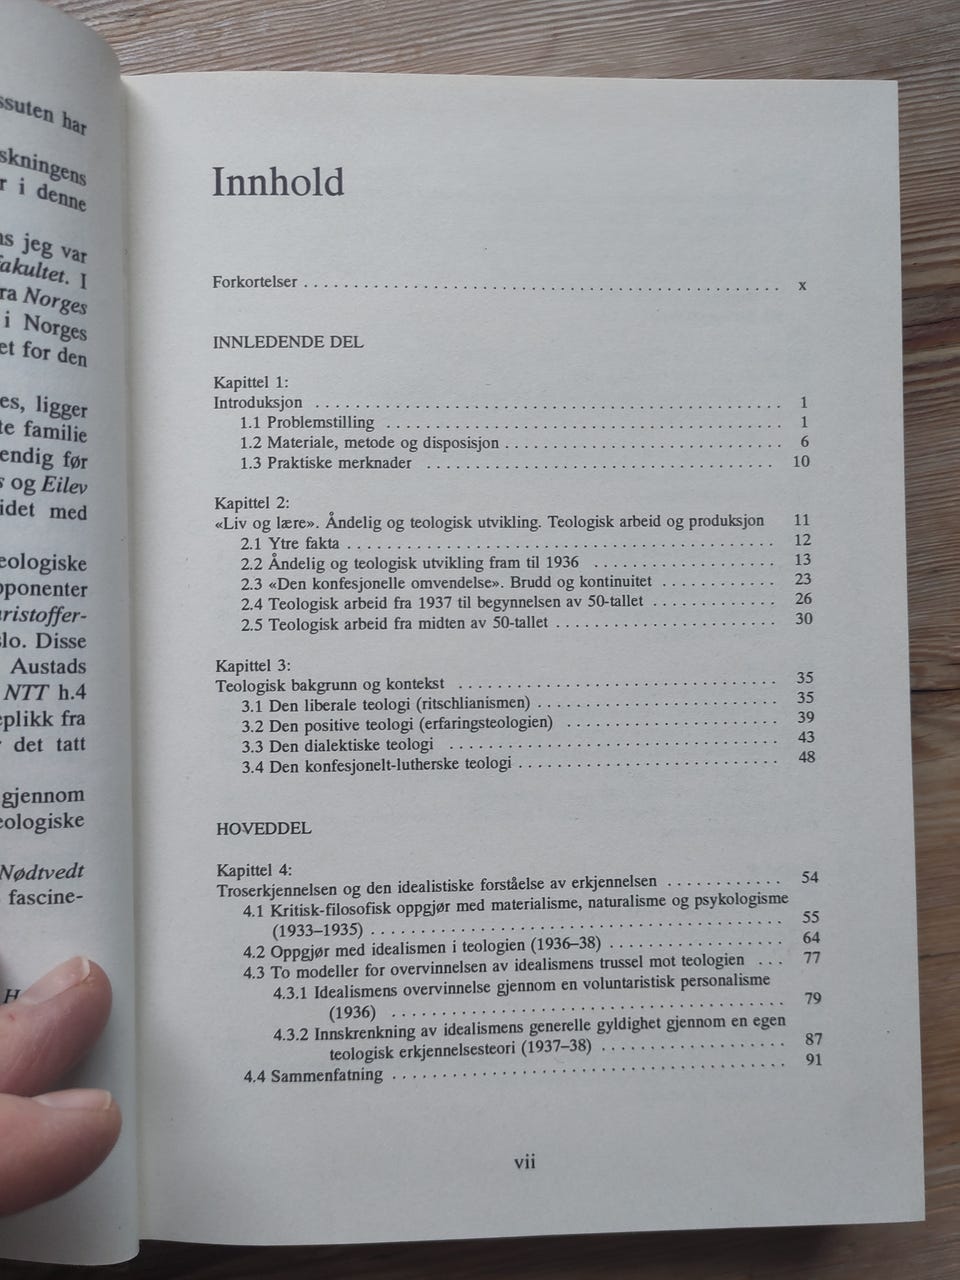 ssuten har
skningens
r i denne
ns jeg var
fakultet. I
ra Norges
i Norges
et for den
es, ligger
te familie
endig før
s og Eilev
idet med
eologiske
pponenter
ristoffer-
slo. Disse
Austads
NTT h.4
eplikk fra
r det tatt
gjennom
eologiske
Nødtvedt
fascine-
H
Innhold
Forkortelser . . . . . . . . . . . . . . . . . . . . x
INNLEDENDE DEL
Kapittel 1:
Introduksjon . . . . . . . . . . . . . . . . . . . . 1
1.1 Problemstilling . . . . . . . . . . . . . . . . . . . . 1
1.2 Materiale, metode og disposisjon . . . . . . . . . . . . . . . . . . . . 6
1.3 Praktiske merknader . . . . . . . . . . . . . . . . . . . . 10
Kapittel 2:
«Liv og lære». Åndelig og teologisk utvikling. Teologisk arbeid og produksjon 11
2.1 Ytre fakta . . . . . . . . . . . . . . . . . . . . 12
2.2 Åndelig og teologisk utvikling fram til 1936 . . . . . . . . . . . . . . . 13
2.3 «Den konfesjonelle omvendelse». Brudd og kontinuitet . . . . . . . . . . 23
2.4 Teologisk arbeid fra 1937 til begynnelsen av 50-tallet . . . . . . . . . . 26
2.5 Teologisk arbeid fra midten av 50-tallet . . . . . . . . . . . . . . . . . 30
Kapittel 3:
Teologisk bakgrunn og kontekst . . . . . . . . . . . . . . . . . . . . 35
3.1 Den liberale teologi (ritschlianismen) . . . . . . . . . . . . . . . . . . . 35
3.2 Den positive teologi (erfaringsteologien) . . . . . . . . . . . . . . . . . 39
3.3 Den dialektiske teologi . . . . . . . . . . . . . . . . . . . . 43
3.4 Den konfesjonelt-lutherske teologi . . . . . . . . . . . . . . . . . . . . 48
HOVEDDEL
Kapittel 4:
Troserkjennelsen og den idealistiske forståelse av erkjennelsen . . . . . . . . . . 54
4.1 Kritisk-filosofisk oppgjør med materialisme, naturalisme og psykologisme
(1933–1935) . . . . . . . . . . . . . . . . . . . . 55
4.2 Oppgjør med idealismen i teologien (1936–38) . . . . . . . . . . . . . . 64
4.3 To modeller for overvinnelsen av idealismens trussel mot teologien . . . 77
4.3.1 Idealismens overvinnelse gjennom en voluntaristisk personalisme
(1936) . . . . . . . . . . . . . . . . . . . . 79
4.3.2 Innskrenkning av idealismens generelle gyldighet gjennom en egen
teologisk erkjennelsesteori (1937–38) . . . . . . . . . . . . . . . 87
4.4 Sammenfatning . . . . . . . . . . . . . . . . . . . . 91
vii